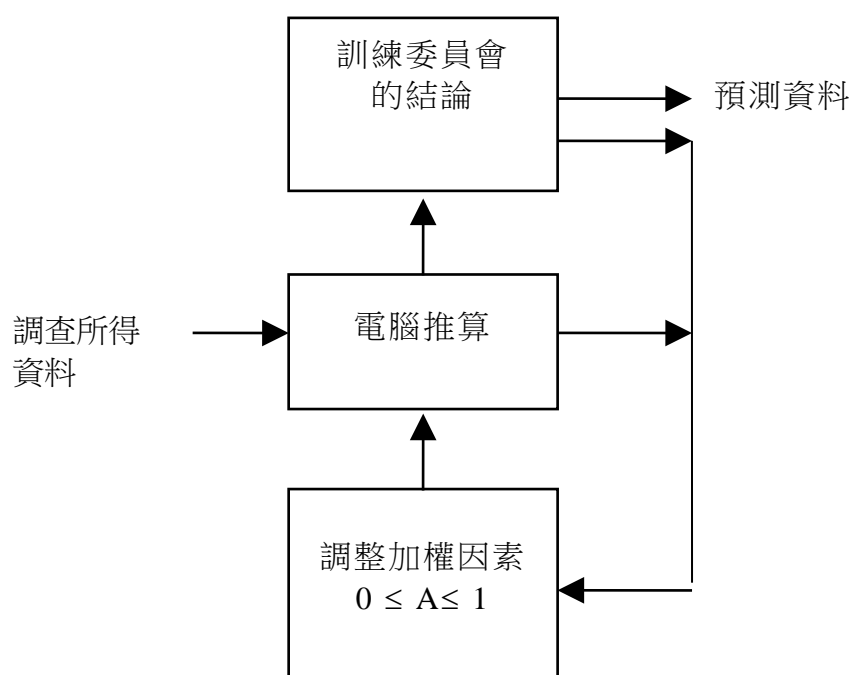 訓練委員會
的結論
預測資料
調查所得
資料
電腦推算
調整加權因素
0 ≤ A≤ 1